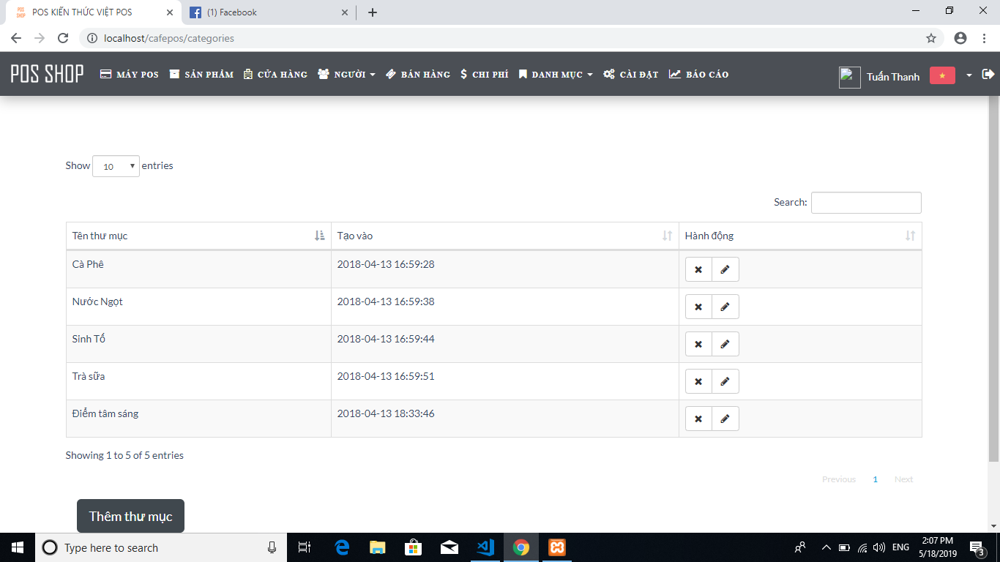 POS KIẾN THỨC VIỆT POS
(1) Facebook
localhost/cafepos/categories
POS SHOP
MÁY POS
SẢN PHẨM
CỬA HÀNG
NGƯỜI
BÁN HÀNG
CHI PHÍ
DANH MỤC
CÀI ĐẶT
BÁO CÁO
Tuấn Thanh
Show 10 entries
Search:
Tên thư mục
Tạo vào
Hành động
Cà Phê
2018-04-13 16:59:28
Nước Ngọt
2018-04-13 16:59:38
Sinh Tố
2018-04-13 16:59:44
Trà sữa
2018-04-13 16:59:51
Điểm tâm sáng
2018-04-13 18:33:46
Showing 1 to 5 of 5 entries
Previous
1
Next
Thêm thư mục
Type here to search
ENG
2:07 PM
5/18/2019
3